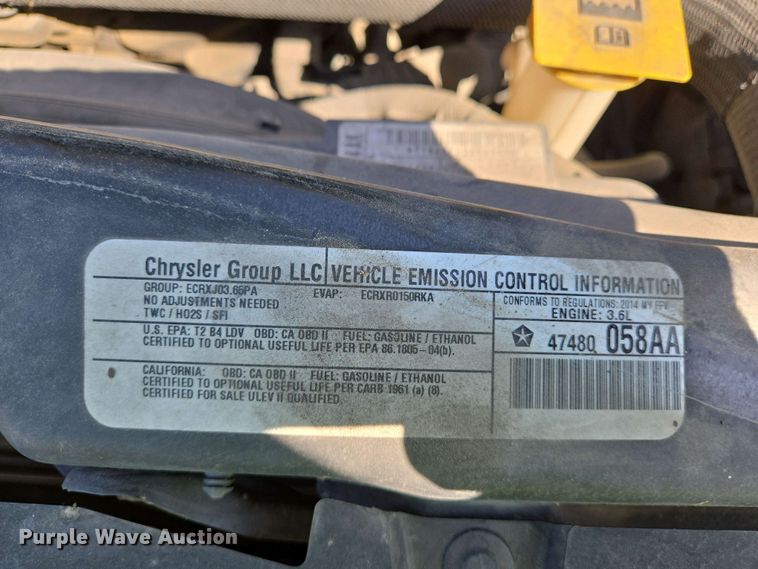 Chrysler Group LLC
VEHICLE EMISSION CONTROL INFORMATION
GROUP: ECRXJ03.65PA
EVAP: ECRXR0150RKA
NO ADJUSTMENTS NEEDED
TWC / HO2S / SFI
U.S. EPA: T2 B4 LDV OBD: CA OBD II FUEL: GASOLINE / ETHANOL
CERTIFIED TO OPTIONAL USEFUL LIFE PER EPA 86.1805-04(b).
CALIFORNIA: OBD: CA OBD II FUEL: GASOLINE / ETHANOL
CERTIFIED TO OPTIONAL USEFUL LIFE PER CARB 1961 (a) (8).
CERTIFIED FOR SALE ULEV II QUALIFIED.
CONFORMS TO REGULATIONS: 2014 MY FFV
ENGINE: 3.6L
47480 058AA
Purple Wave Auction